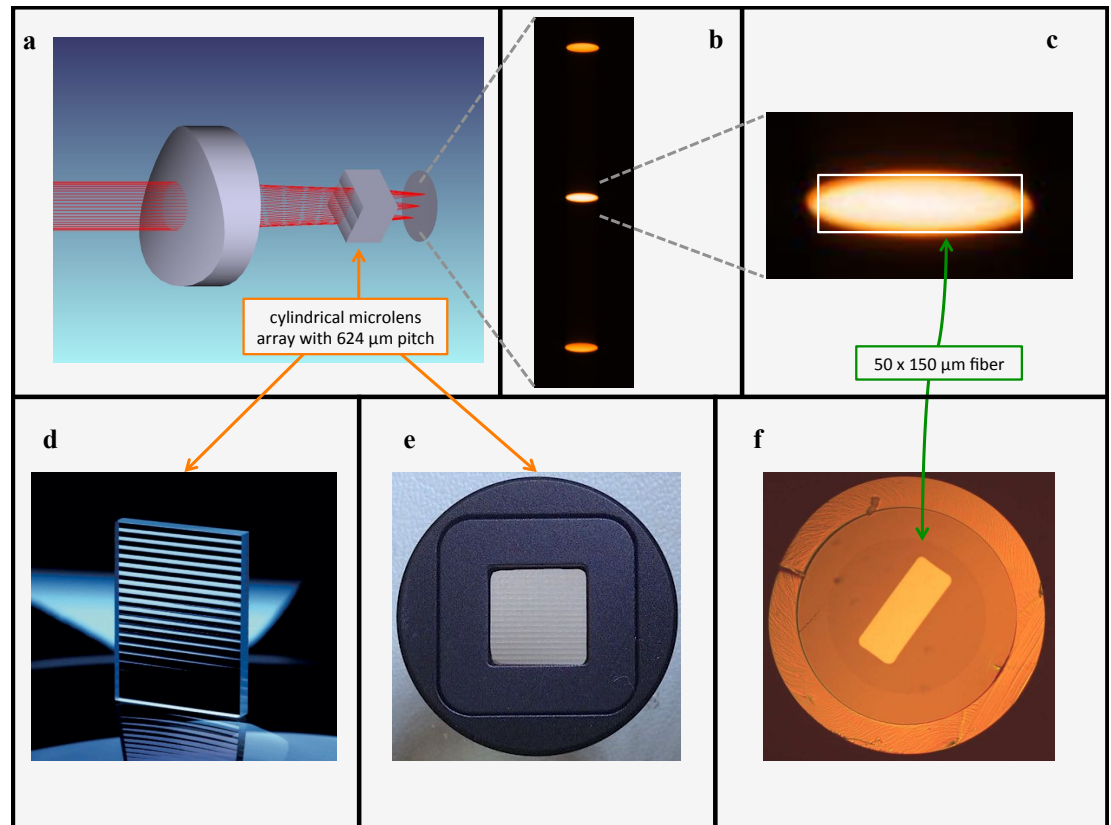 a
b
c
cylindrical microlens
array with 624 μm pitch
50 x 150 μm fiber
d
e
f